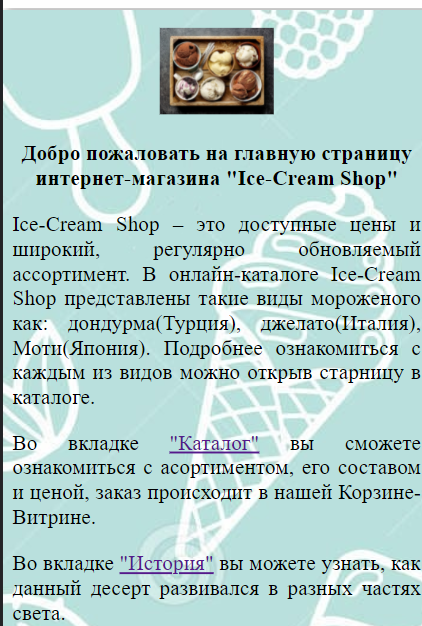 Добро пожаловать на главную страницу
интернет-магазина "Ice-Cream Shop"
Ice-Cream Shop – это доступные цены и
широкий, регулярно обновляемый
ассортимент. В онлайн-каталоге Ice-Cream
Shop представлены такие виды мороженого
как: дондурма(Турция), джелато(Италия),
Моти(Япония). Подробнее ознакомиться с
каждым из видов можно открыв старницу в
каталоге.
Во вкладке "Каталог" вы сможете
ознакомиться с асортиментом, его составом
и ценой, заказ происходит в нашей Корзине-
Витрине.
Во вкладке "История" вы можете узнать, как
данный десерт развивался в разных частях
света.